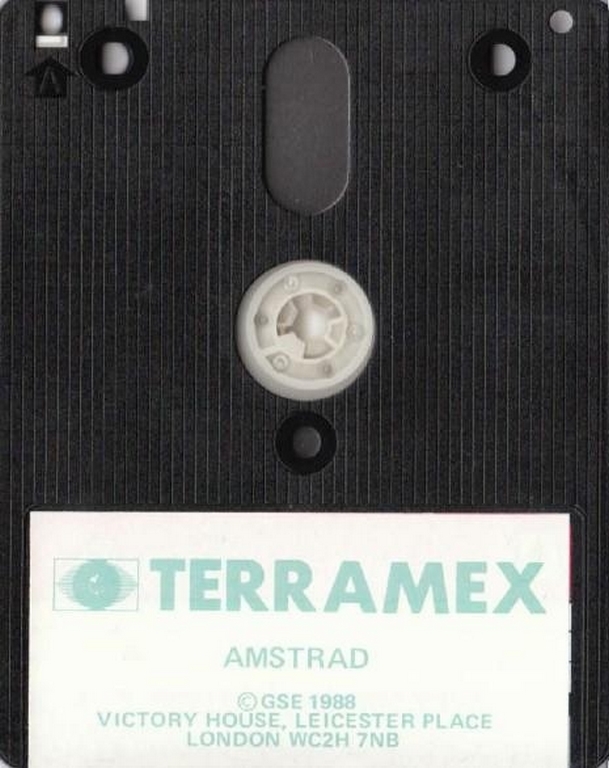 TERRAMEX
AMSTRAD
©GSE 1988
VICTORY HOUSE, LEICESTER PLACE
LONDON WC2H 7NB